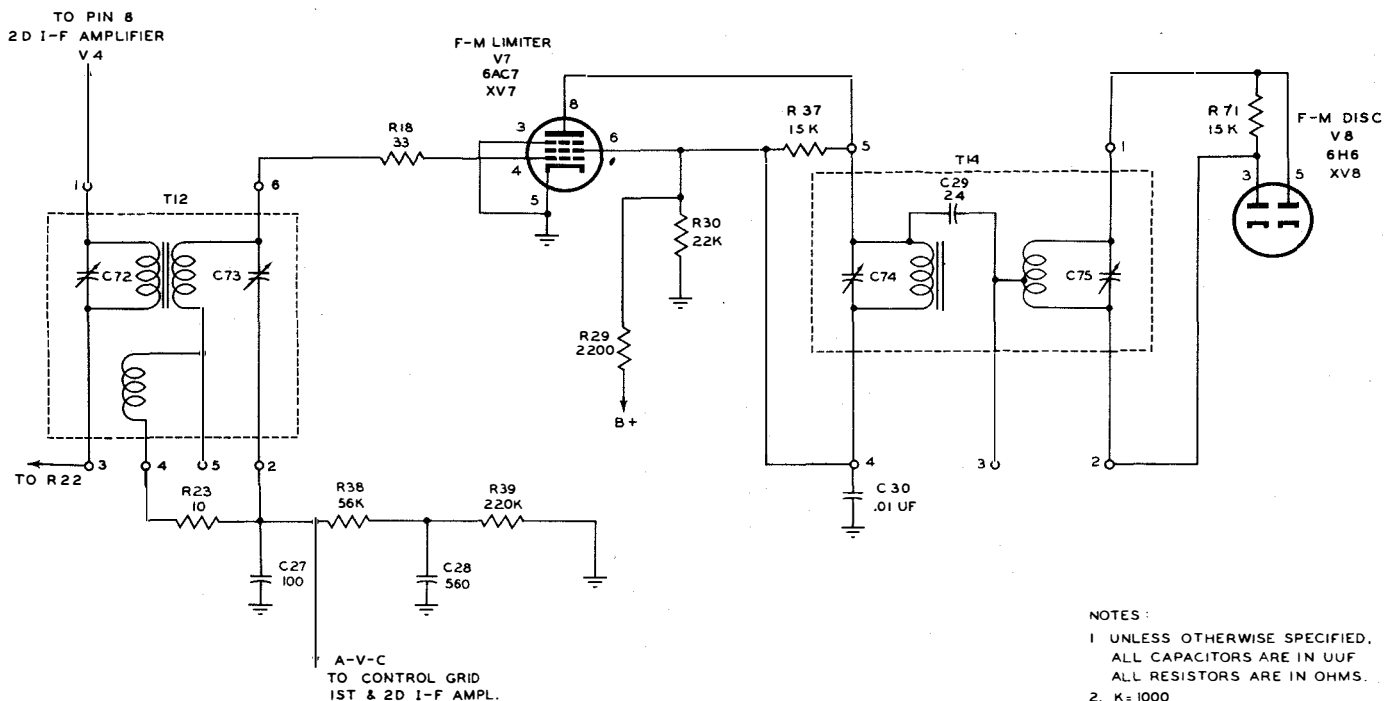 TO PIN 8
2D I-F AMPLIFIER
V4
F-M LIMITER
V7
6AC7
XV7
8
3
6
4
5
R18
33
R37
15K
5
R71
15K
F-M DISC
V8
6H6
XV8
3
5
1
T12
6
C72
C73
R30
22K
R29
2200
B+
T14
C29
24
C74
C75
1
3
TO R22
4
5
2
4
3
2
R23
10
R38
56K
R39
220K
C30
.01 UF
C27
100
C28
560
A-V-C
TO CONTROL GRID
1ST & 2D I-F AMPL.
NOTES:
1 UNLESS OTHERWISE SPECIFIED,
ALL CAPACITORS ARE IN UUF
ALL RESISTORS ARE IN OHMS.
2. K=1000